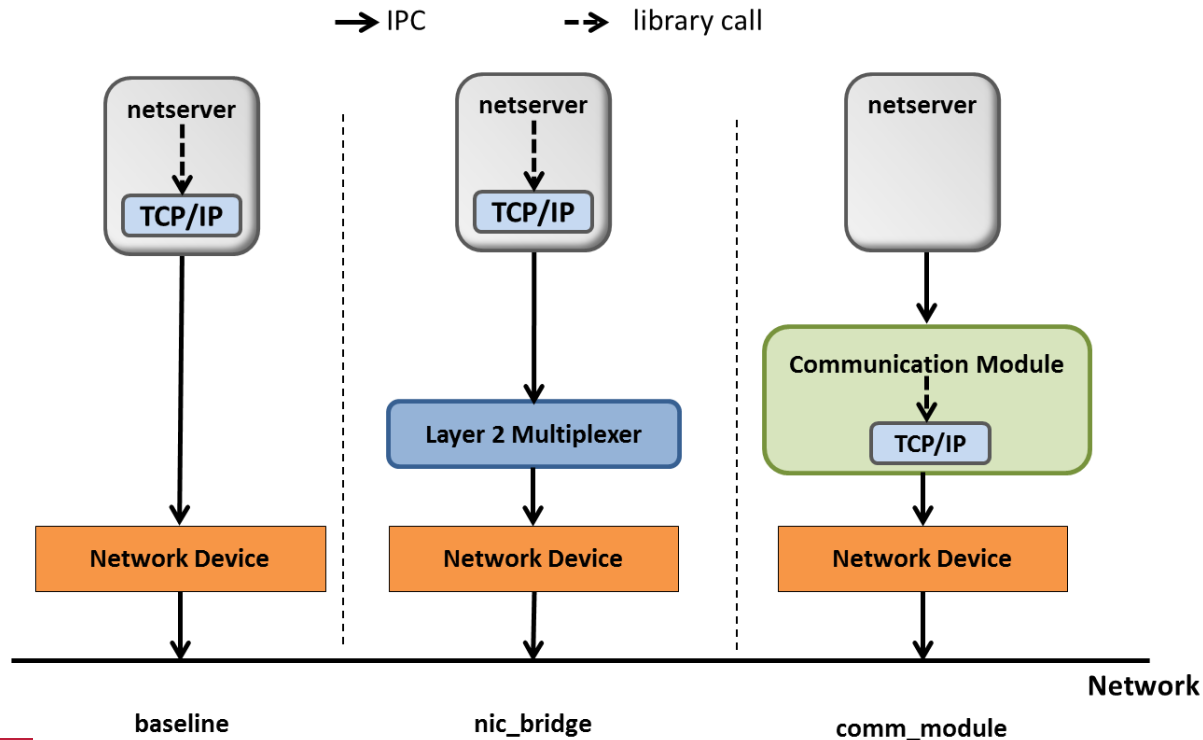 IPC
library call
netserver
TCP/IP
netserver
TCP/IP
netserver
Communication Module
TCP/IP
Layer 2 Multiplexer
Network Device
Network Device
Network Device
Network
baseline
nic_bridge
comm_module